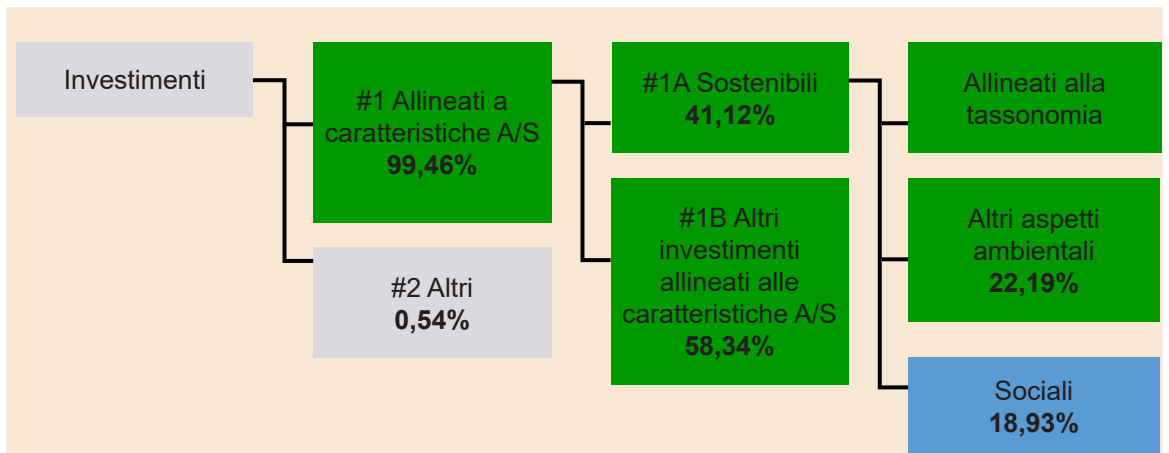 Investimenti
#1 Allineati a
caratteristiche A/S
99,46%
#2 Altri
0,54%
#1A Sostenibili
41,12%
#1B Altri
investimenti
allineati alle
caratteristiche A/S
58,34%
Allineati alla
tassonomia
Altri aspetti
ambientali
22,19%
Sociali
18,93%